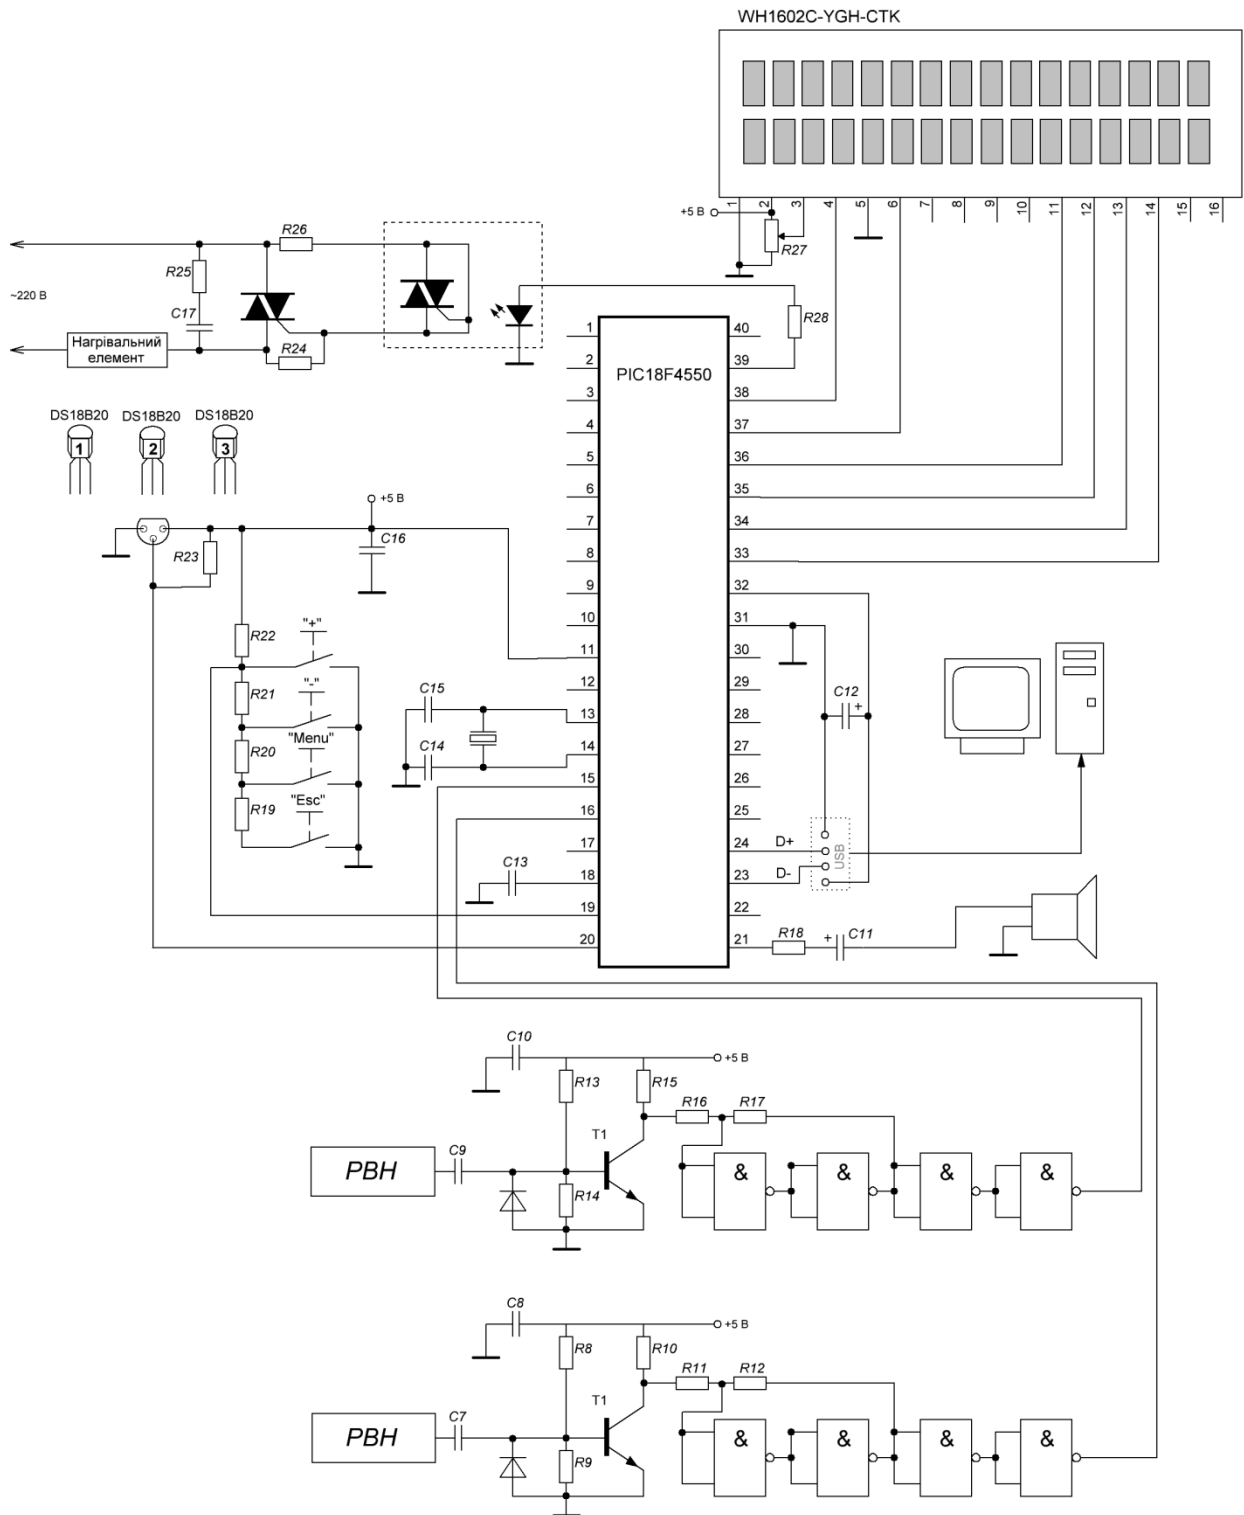 WH1602C-YGH-CTK
1 2 3 4 5 6 7 8 9 10 11 12 13 14 15 16
+5 В
R27
R26
R25
~220 В
C17
Нагрівальний
елемент
R24
R28
PIC18F4550
1 40
2 39
3 38
4 37
5 36
6 35
7 34
8 33
9 32
10 31
11 30
12 29
13 28
14 27
15 26
16 25
17 24
18 23
19 22
20 21
DS18B20 DS18B20 DS18B20
1 2 3
+5 В
R23
C16
R22
"+"
R21
"-"
R20
"Menu"
R19
"Esc"
C15
C14
C13
C12
+
D+
D-
USB
R18
+
C11
C10
+5 В
R13
R15
R16 R17
T1
РВН
C9
R14
& & & &
C8
+5 В
R8
R10
R11 R12
T1
РВН
C7
R9
& & & &